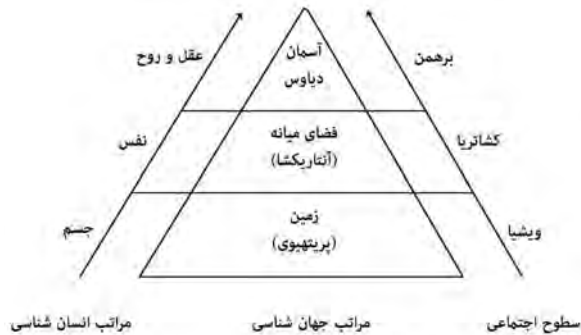 برهمن
آسمان
دیاوس
عقل و روح
کشاتریا
فضای میانه
(آنتاریکشا)
نفس
ویشیا
زمین
(پریتهیوی)
جسم
سطوح اجتماعی
مراتب جهان شناسی
مراتب انسان شناسی